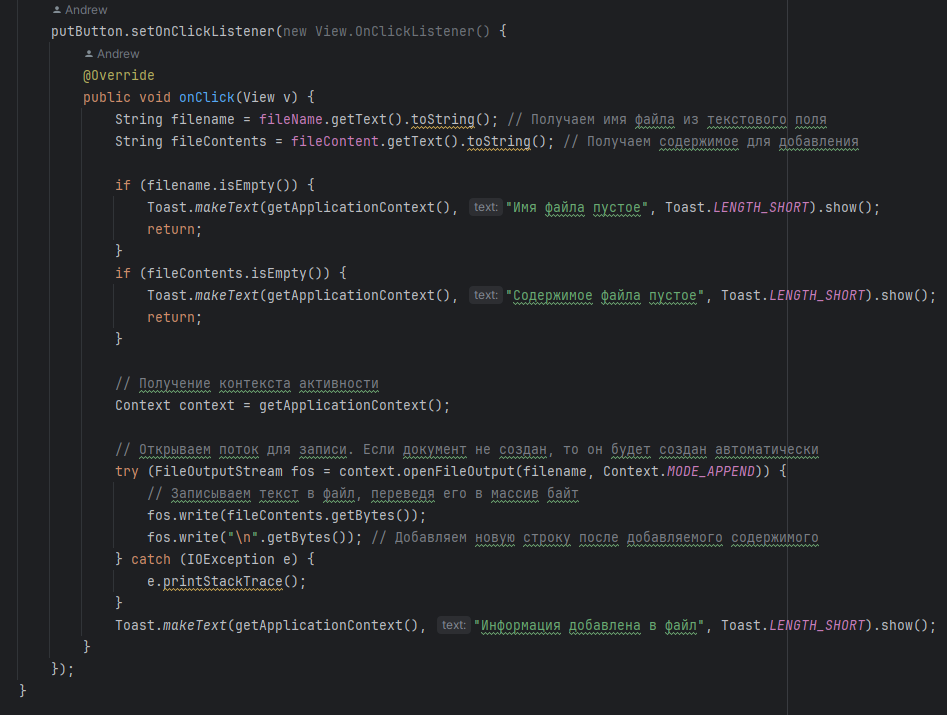 Andrew
putButton.setOnClickListener(new View.OnClickListener() {
Andrew
@Override
public void onClick(View v) {
String filename = fileName.getText().toString(); // Получаем имя файла из текстового поля
String fileContents = fileContent.getText().toString(); // Получаем содержимое для добавления
if (filename.isEmpty()) {
Toast.makeText(getApplicationContext(), text: "Имя файла пустое", Toast.LENGTH_SHORT).show();
return;
}
if (fileContents.isEmpty()) {
Toast.makeText(getApplicationContext(), text: "Содержимое файла пустое", Toast.LENGTH_SHORT).show();
return;
}
// Получение контекста активности
Context context = getApplicationContext();
// Открываем поток для записи. Если документ не создан, то он будет создан автоматически
try (FileOutputStream fos = context.openFileOutput(filename, Context.MODE_APPEND)) {
// Записываем текст в файл, переведя его в массив байт
fos.write(fileContents.getBytes());
fos.write("\n".getBytes()); // Добавляем новую строку после добавляемого содержимого
} catch (IOException e) {
e.printStackTrace();
}
Toast.makeText(getApplicationContext(), text: "Информация добавлена в файл", Toast.LENGTH_SHORT).show();
}
});
}